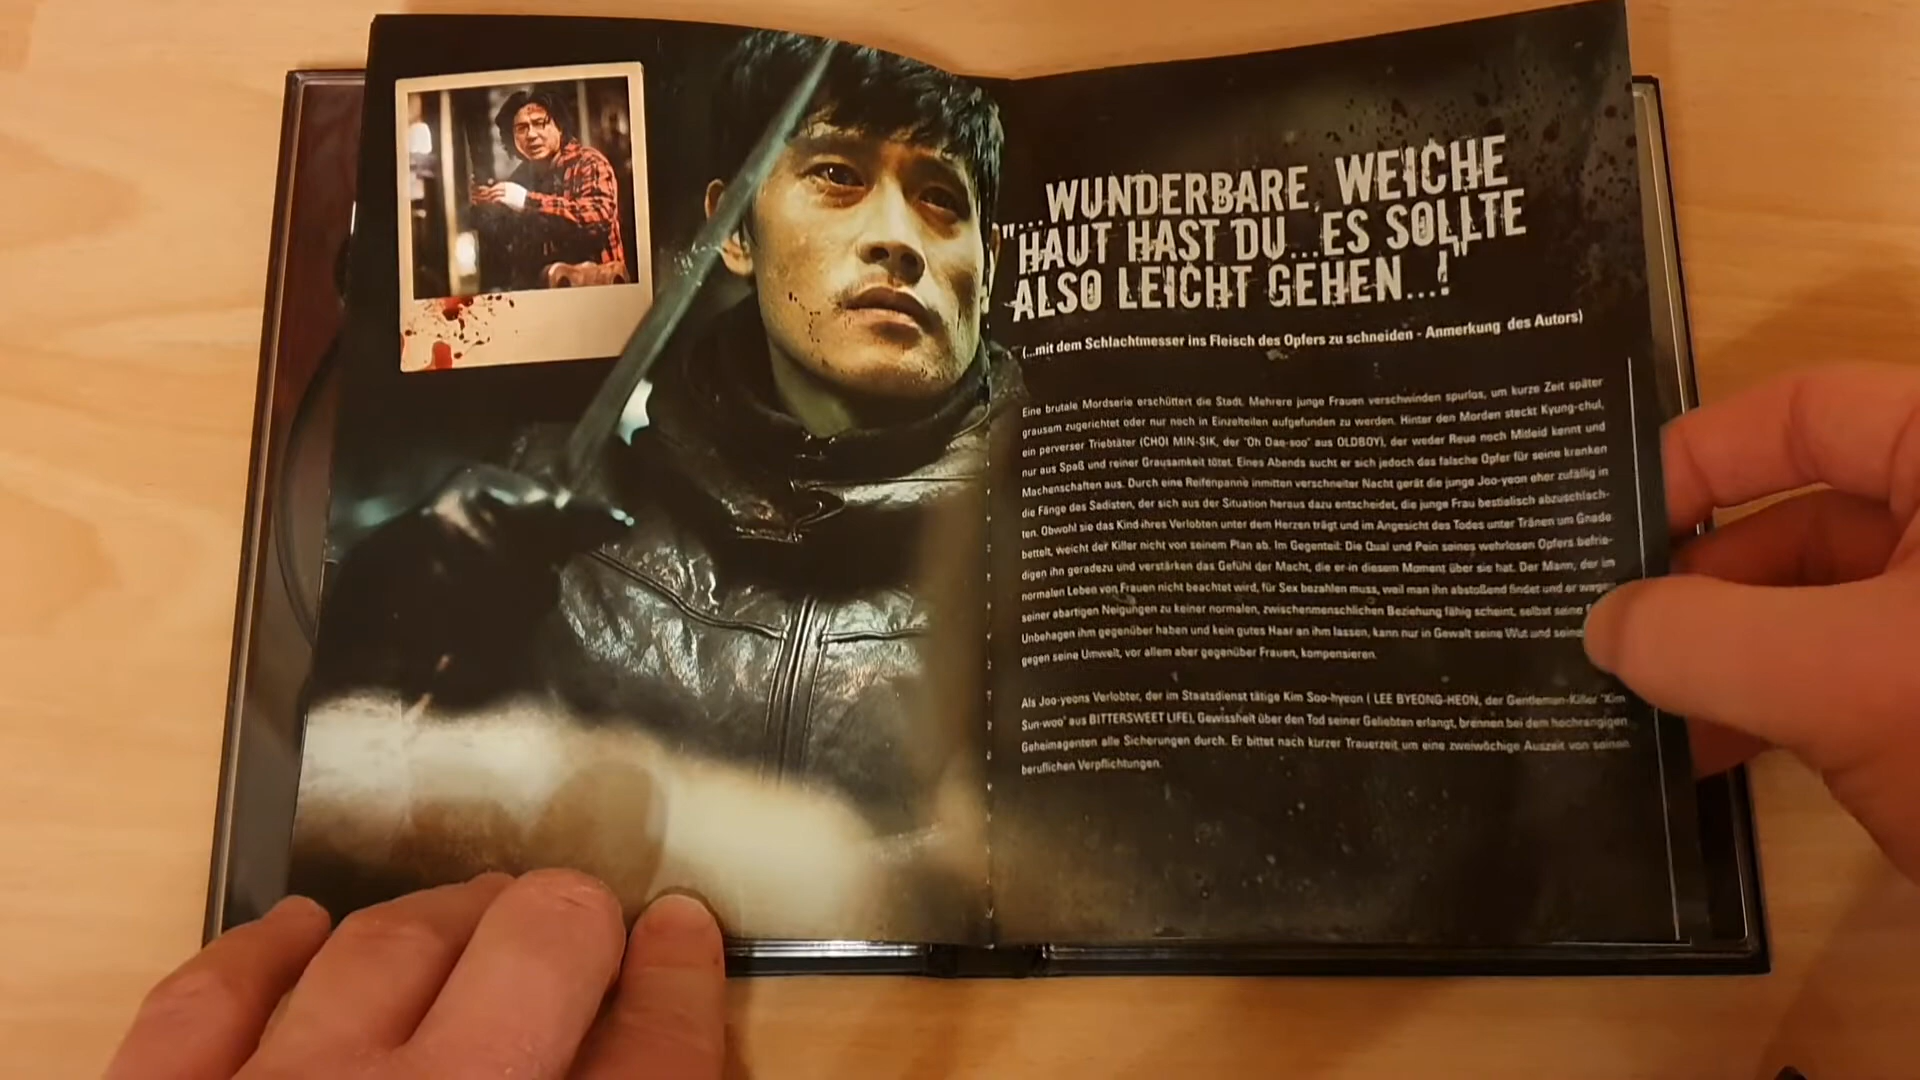 "...WUNDERBARE, WEICHE
HAUT HAST DU...ES SOLLTE
ALSO LEICHT GEHEN...!"
(...mit dem Schlachtmesser ins Fleisch des Opfers zu schneiden - Anmerkung des Autors)
Eine brutale Mordserie erschüttert die Stadt. Mehrere junge Frauen verschwinden spurlos, um kurze Zeit später
grausam zugerichtet oder nur noch in Einzelteilen aufgefunden zu werden. Hinter den Morden steckt Kyung-chul,
ein perverser Triebtäter (CHOI MIN-SIK, der "Oh Dae-soo" aus OLDBOY), der weder Reue noch Mitleid kennt und
nur aus Spaß und reiner Grausamkeit tötet. Eines Abends sucht er sich jedoch das falsche Opfer für seine kranken
Machenschaften aus. Durch eine Reifenpanne inmitten verschneiter Nacht gerät die junge Joo-yeon eher zufällig in
die Fänge des Sadisten, der sich aus der Situation heraus dazu entscheidet, die junge Frau bestialisch abzuschlach-
ten. Obwohl sie das Kind ihres Verlobten unter dem Herzen trägt und im Angesicht des Todes unter Tränen um Gnade
bettelt, weicht der Killer nicht von seinem Plan ab. Im Gegenteil: Die Qual und Pein seines wehrlosen Opfers befrie-
digen ihn geradezu und verstärken das Gefühl der Macht, die er in diesem Moment über sie hat. Der Mann, der im
normalen Leben von Frauen nicht beachtet wird, für Sex bezahlen muss, weil man ihn abstoßend findet und er wegen
seiner abartigen Neigungen zu keiner normalen, zwischenmenschlichen Beziehung fähig scheint, selbst seine
Unbehagen ihm gegenüber haben und kein gutes Haar an ihm lassen, kann nur in Gewalt seine Wut und seine
gegen seine Umwelt, vor allem aber gegenüber Frauen, kompensieren.
Als Joo-yeons Verlobter, der im Staatsdienst tätige Kim Soo-hyeon ( LEE BYEONG-HEON, der Gentleman-Killer "Kim
Sun-woo" aus BITTERSWEET LIFE), Gewissheit über den Tod seiner Geliebten erlangt, brennen bei dem hochrangigen
Geheimagenten alle Sicherungen durch. Er bittet nach kurzer Trauerzeit um eine zweiwöchige Auszeit von seinen
beruflichen Verpflichtungen.